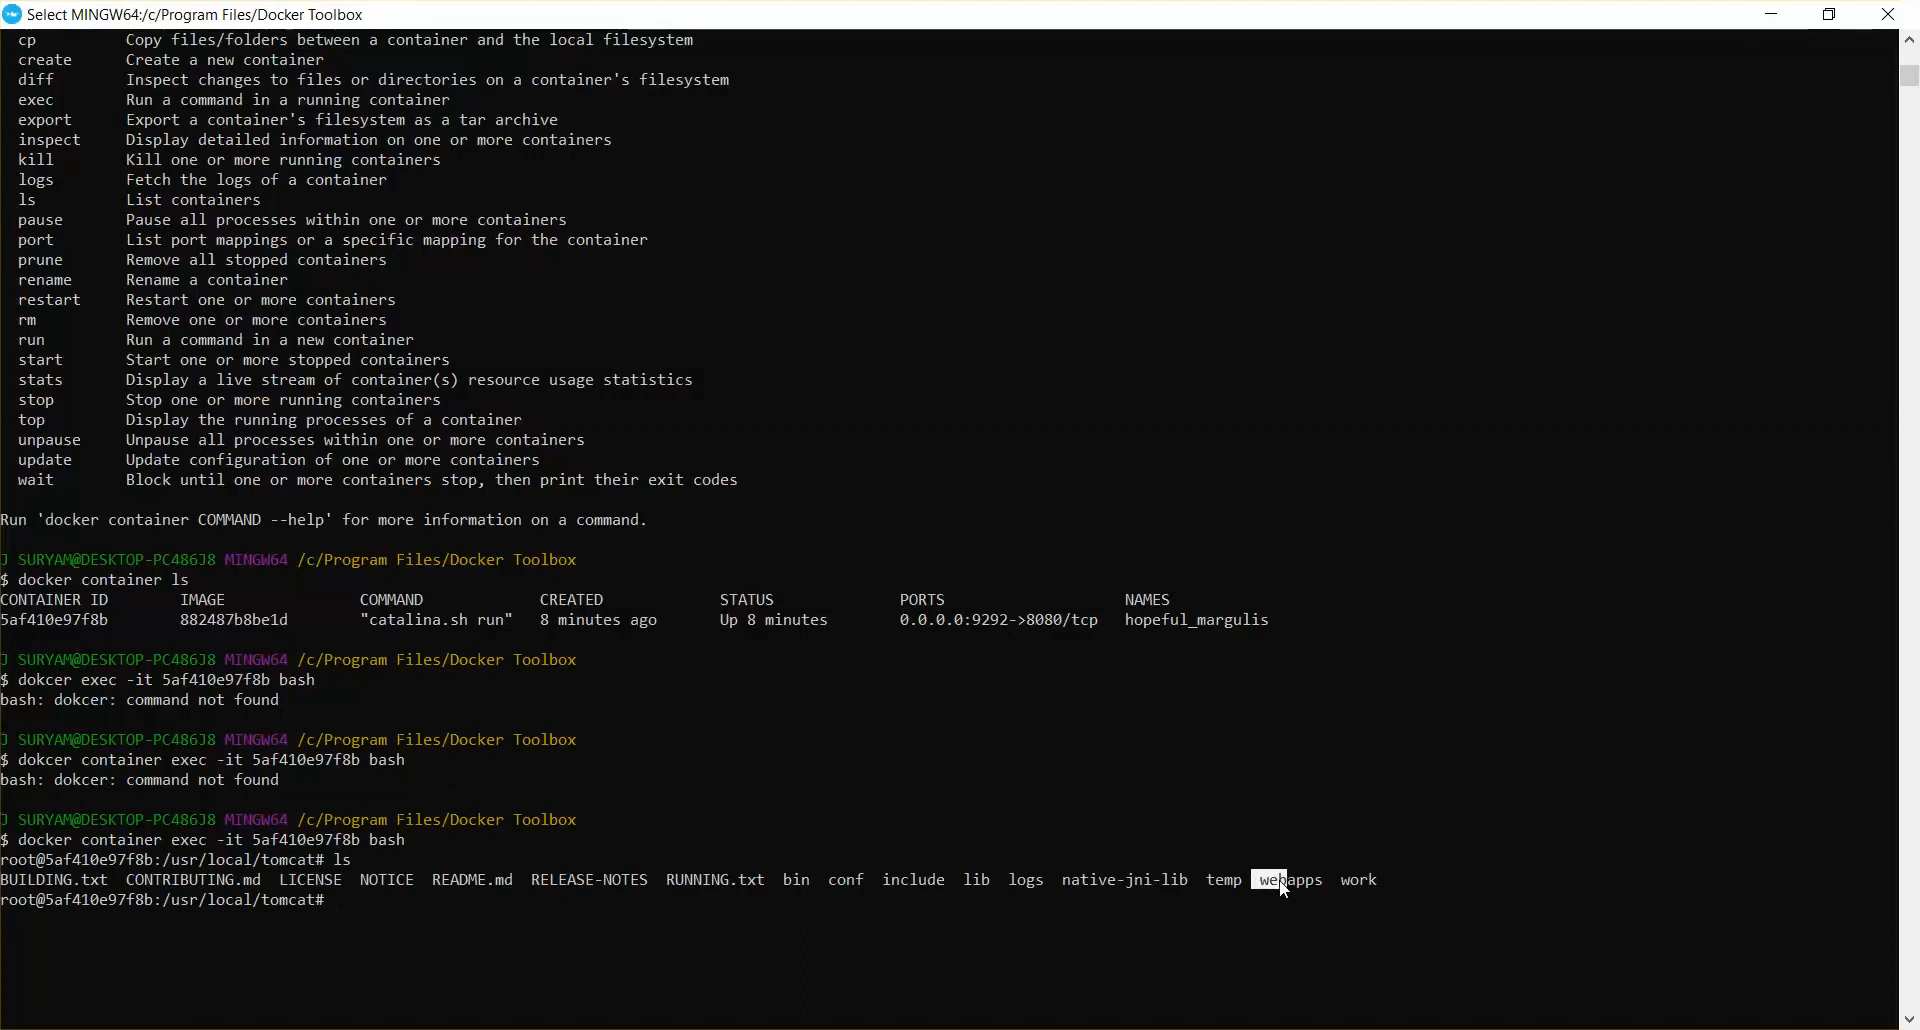 Select MINGW64:/c/Program Files/Docker Toolbox
cp Copy files/folders between a container and the local filesystem
create Create a new container
diff Inspect changes to files or directories on a container's filesystem
exec Run a command in a running container
export Export a container's filesystem as a tar archive
inspect Display detailed information on one or more containers
kill Kill one or more running containers
logs Fetch the logs of a container
ls List containers
pause Pause all processes within one or more containers
port List port mappings or a specific mapping for the container
prune Remove all stopped containers
rename Rename a container
restart Restart one or more containers
rm Remove one or more containers
run Run a command in a new container
start Start one or more stopped containers
stats Display a live stream of container(s) resource usage statistics
stop Stop one or more running containers
top Display the running processes of a container
unpause Unpause all processes within one or more containers
update Update configuration of one or more containers
wait Block until one or more containers stop, then print their exit codes
Run 'docker container COMMAND --help' for more information on a command.
J SURYAM@DESKTOP-PC486J8 MINGW64 /c/Program Files/Docker Toolbox
$ docker container ls
CONTAINER ID IMAGE COMMAND CREATED STATUS PORTS NAMES
5af410e97f8b 882487b8be1d "catalina.sh run" 8 minutes ago Up 8 minutes 0.0.0.0:9292->8080/tcp hopeful_margulis
J SURYAM@DESKTOP-PC486J8 MINGW64 /c/Program Files/Docker Toolbox
$ dokcer exec -it 5af410e97f8b bash
bash: dokcer: command not found
J SURYAM@DESKTOP-PC486J8 MINGW64 /c/Program Files/Docker Toolbox
$ dokcer container exec -it 5af410e97f8b bash
bash: dokcer: command not found
J SURYAM@DESKTOP-PC486J8 MINGW64 /c/Program Files/Docker Toolbox
$ docker container exec -it 5af410e97f8b bash
root@5af410e97f8b:/usr/local/tomcat# ls
BUILDING.txt CONTRIBUTING.md LICENSE NOTICE README.md RELEASE-NOTES RUNNING.txt bin conf include lib logs native-jni-lib temp webapps work
root@5af410e97f8b:/usr/local/tomcat#